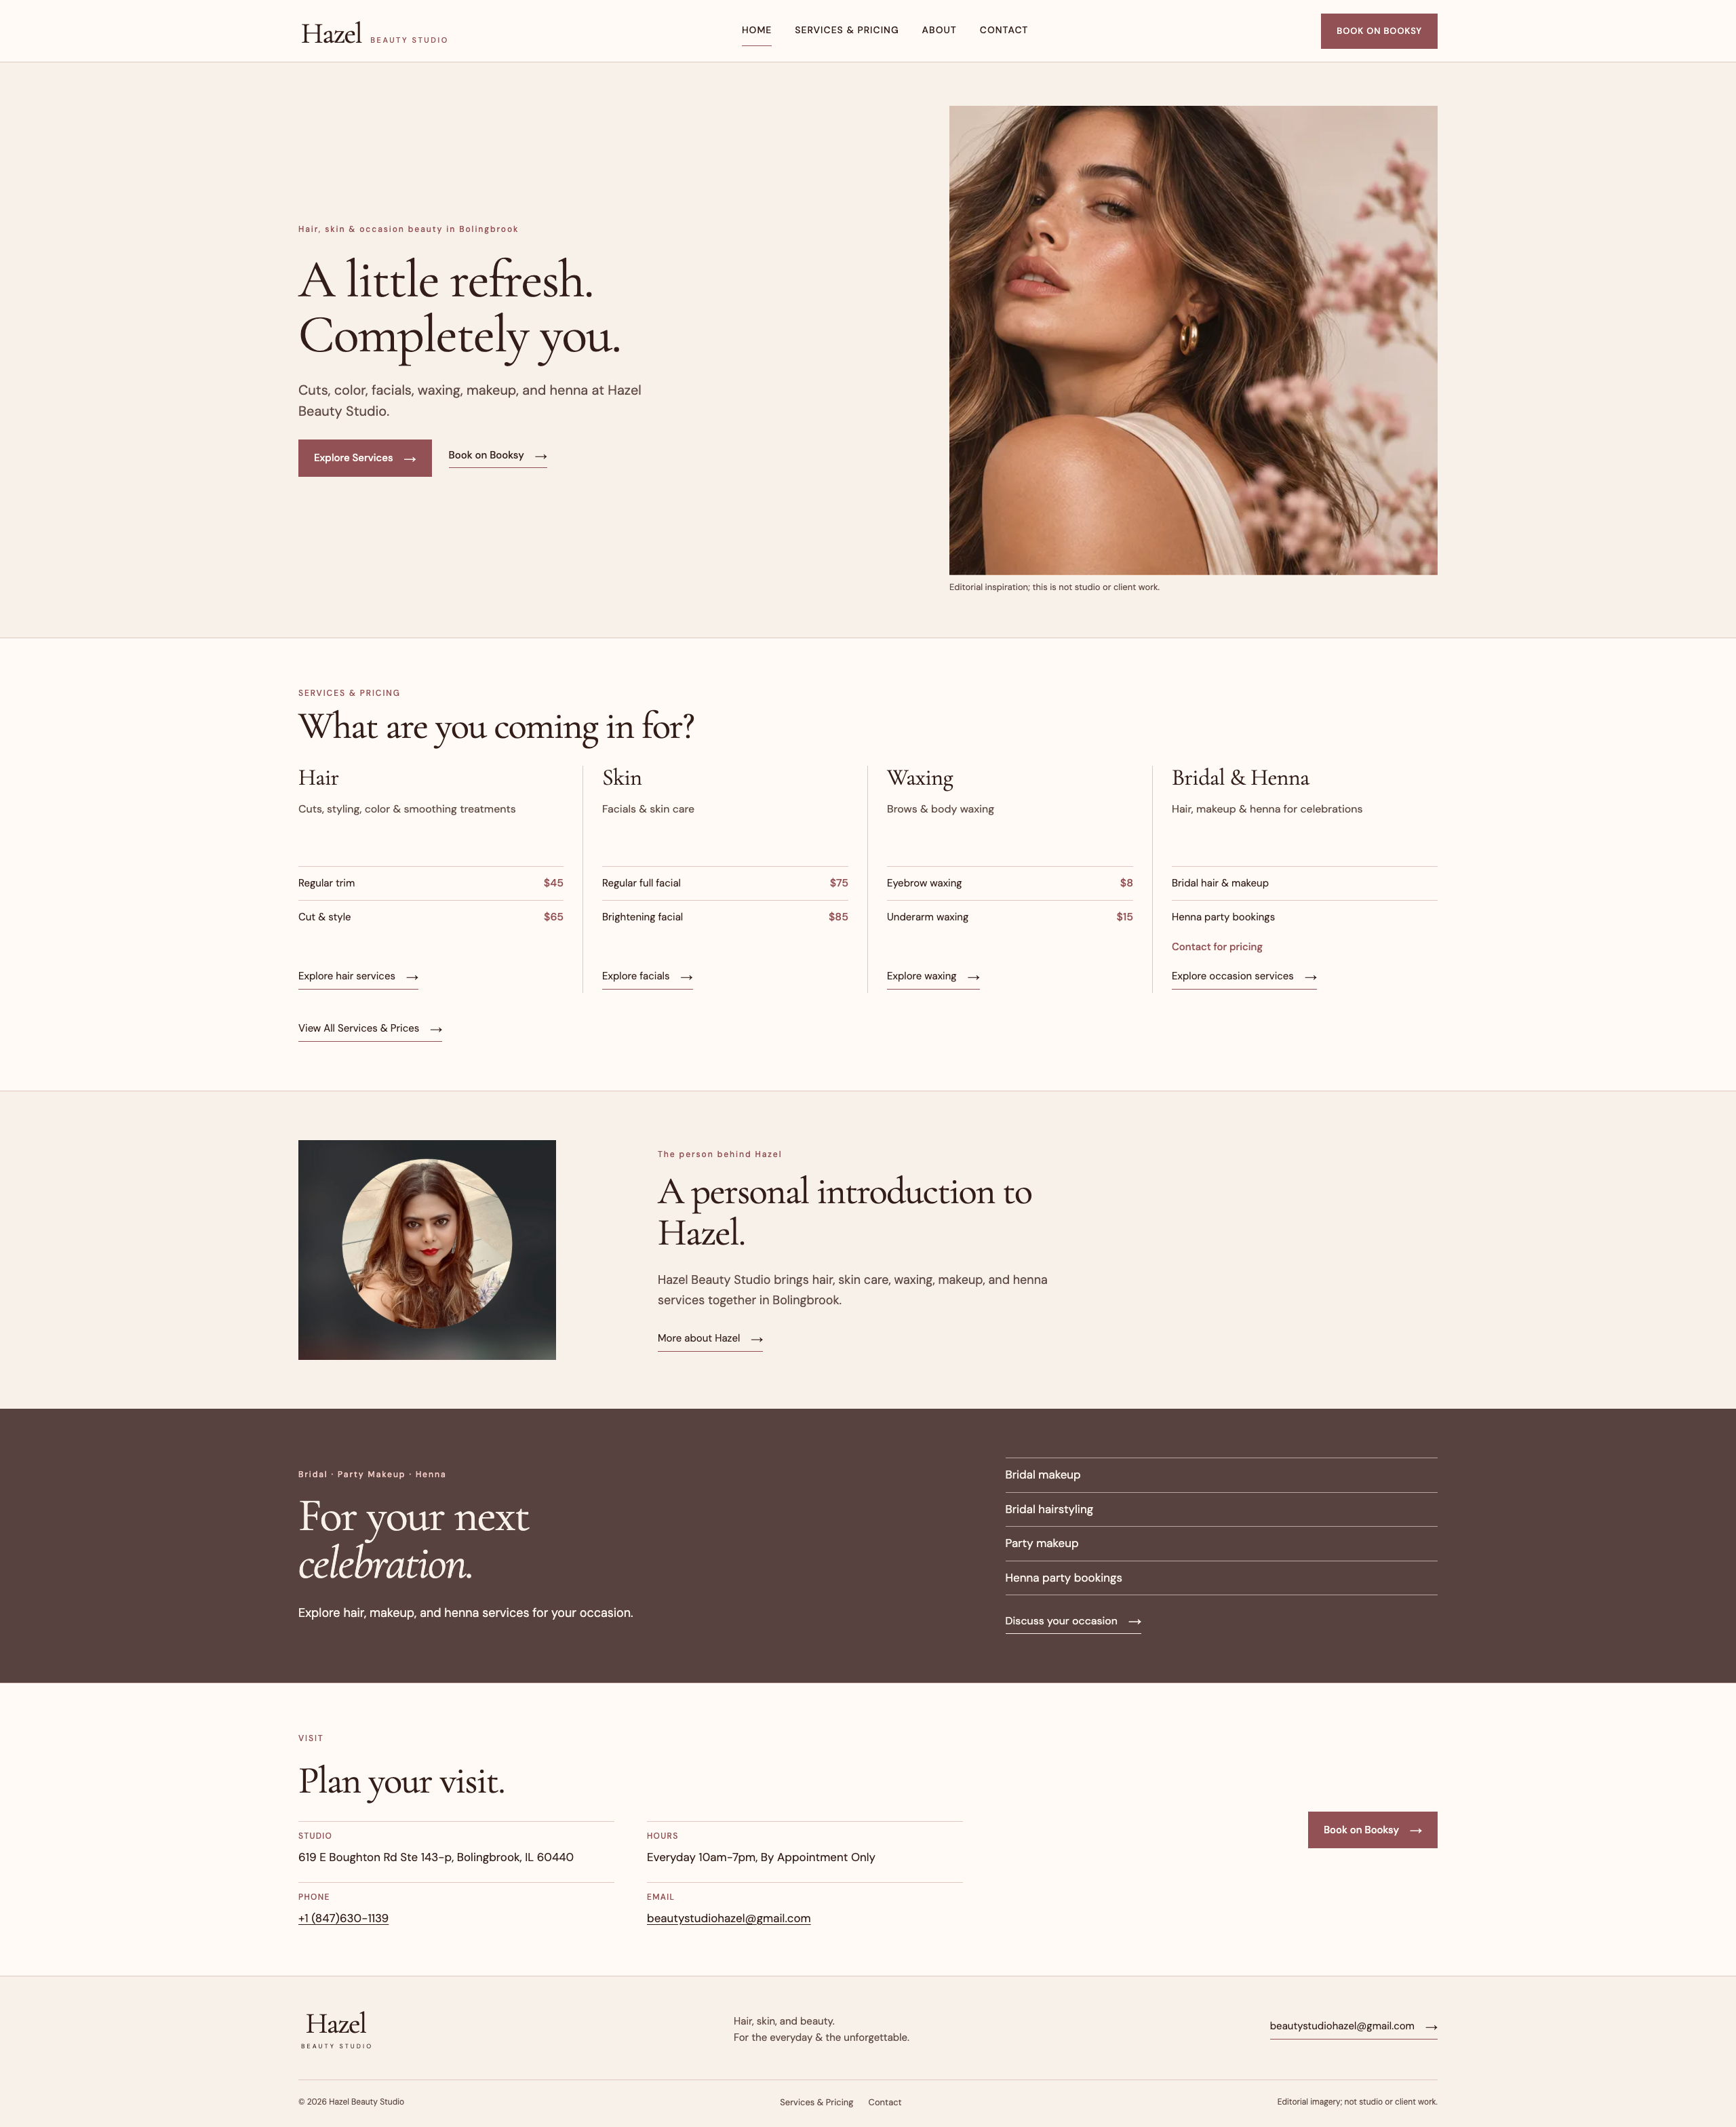 Hazel BEAUTY STUDIO
HOME SERVICES & PRICING ABOUT CONTACT
BOOK ON BOOKSY
Hair, skin & occasion beauty in Bolingbrook
A little refresh.
Completely you.
Cuts, color, facials, waxing, makeup, and henna at Hazel
Beauty Studio.
Explore Services →
Book on Booksy →
Editorial inspiration; this is not studio or client work.
SERVICES & PRICING
What are you coming in for?
Hair
Cuts, styling, color & smoothing treatments
Regular trim $45
Cut & style $65
Explore hair services →
Skin
Facials & skin care
Regular full facial $75
Brightening facial $85
Explore facials →
Waxing
Brows & body waxing
Eyebrow waxing $8
Underarm waxing $15
Explore waxing →
Bridal & Henna
Hair, makeup & henna for celebrations
Bridal hair & makeup
Henna party bookings
Contact for pricing
Explore occasion services →
View All Services & Prices →
The person behind Hazel
A personal introduction to
Hazel.
Hazel Beauty Studio brings hair, skin care, waxing, makeup, and henna
services together in Bolingbrook.
More about Hazel →
Bridal · Party Makeup · Henna
For your next
celebration.
Explore hair, makeup, and henna services for your occasion.
Bridal makeup
Bridal hairstyling
Party makeup
Henna party bookings
Discuss your occasion →
VISIT
Plan your visit.
STUDIO
619 E Boughton Rd Ste 143-p, Bolingbrook, IL 60440
HOURS
Everyday 10am-7pm, By Appointment Only
PHONE
+1 (847)630-1139
EMAIL
beautystudiohazel@gmail.com
Book on Booksy →
Hazel
BEAUTY STUDIO
Hair, skin, and beauty.
For the everyday & the unforgettable.
beautystudiohazel@gmail.com →
© 2026 Hazel Beauty Studio
Services & Pricing Contact
Editorial imagery; not studio or client work.